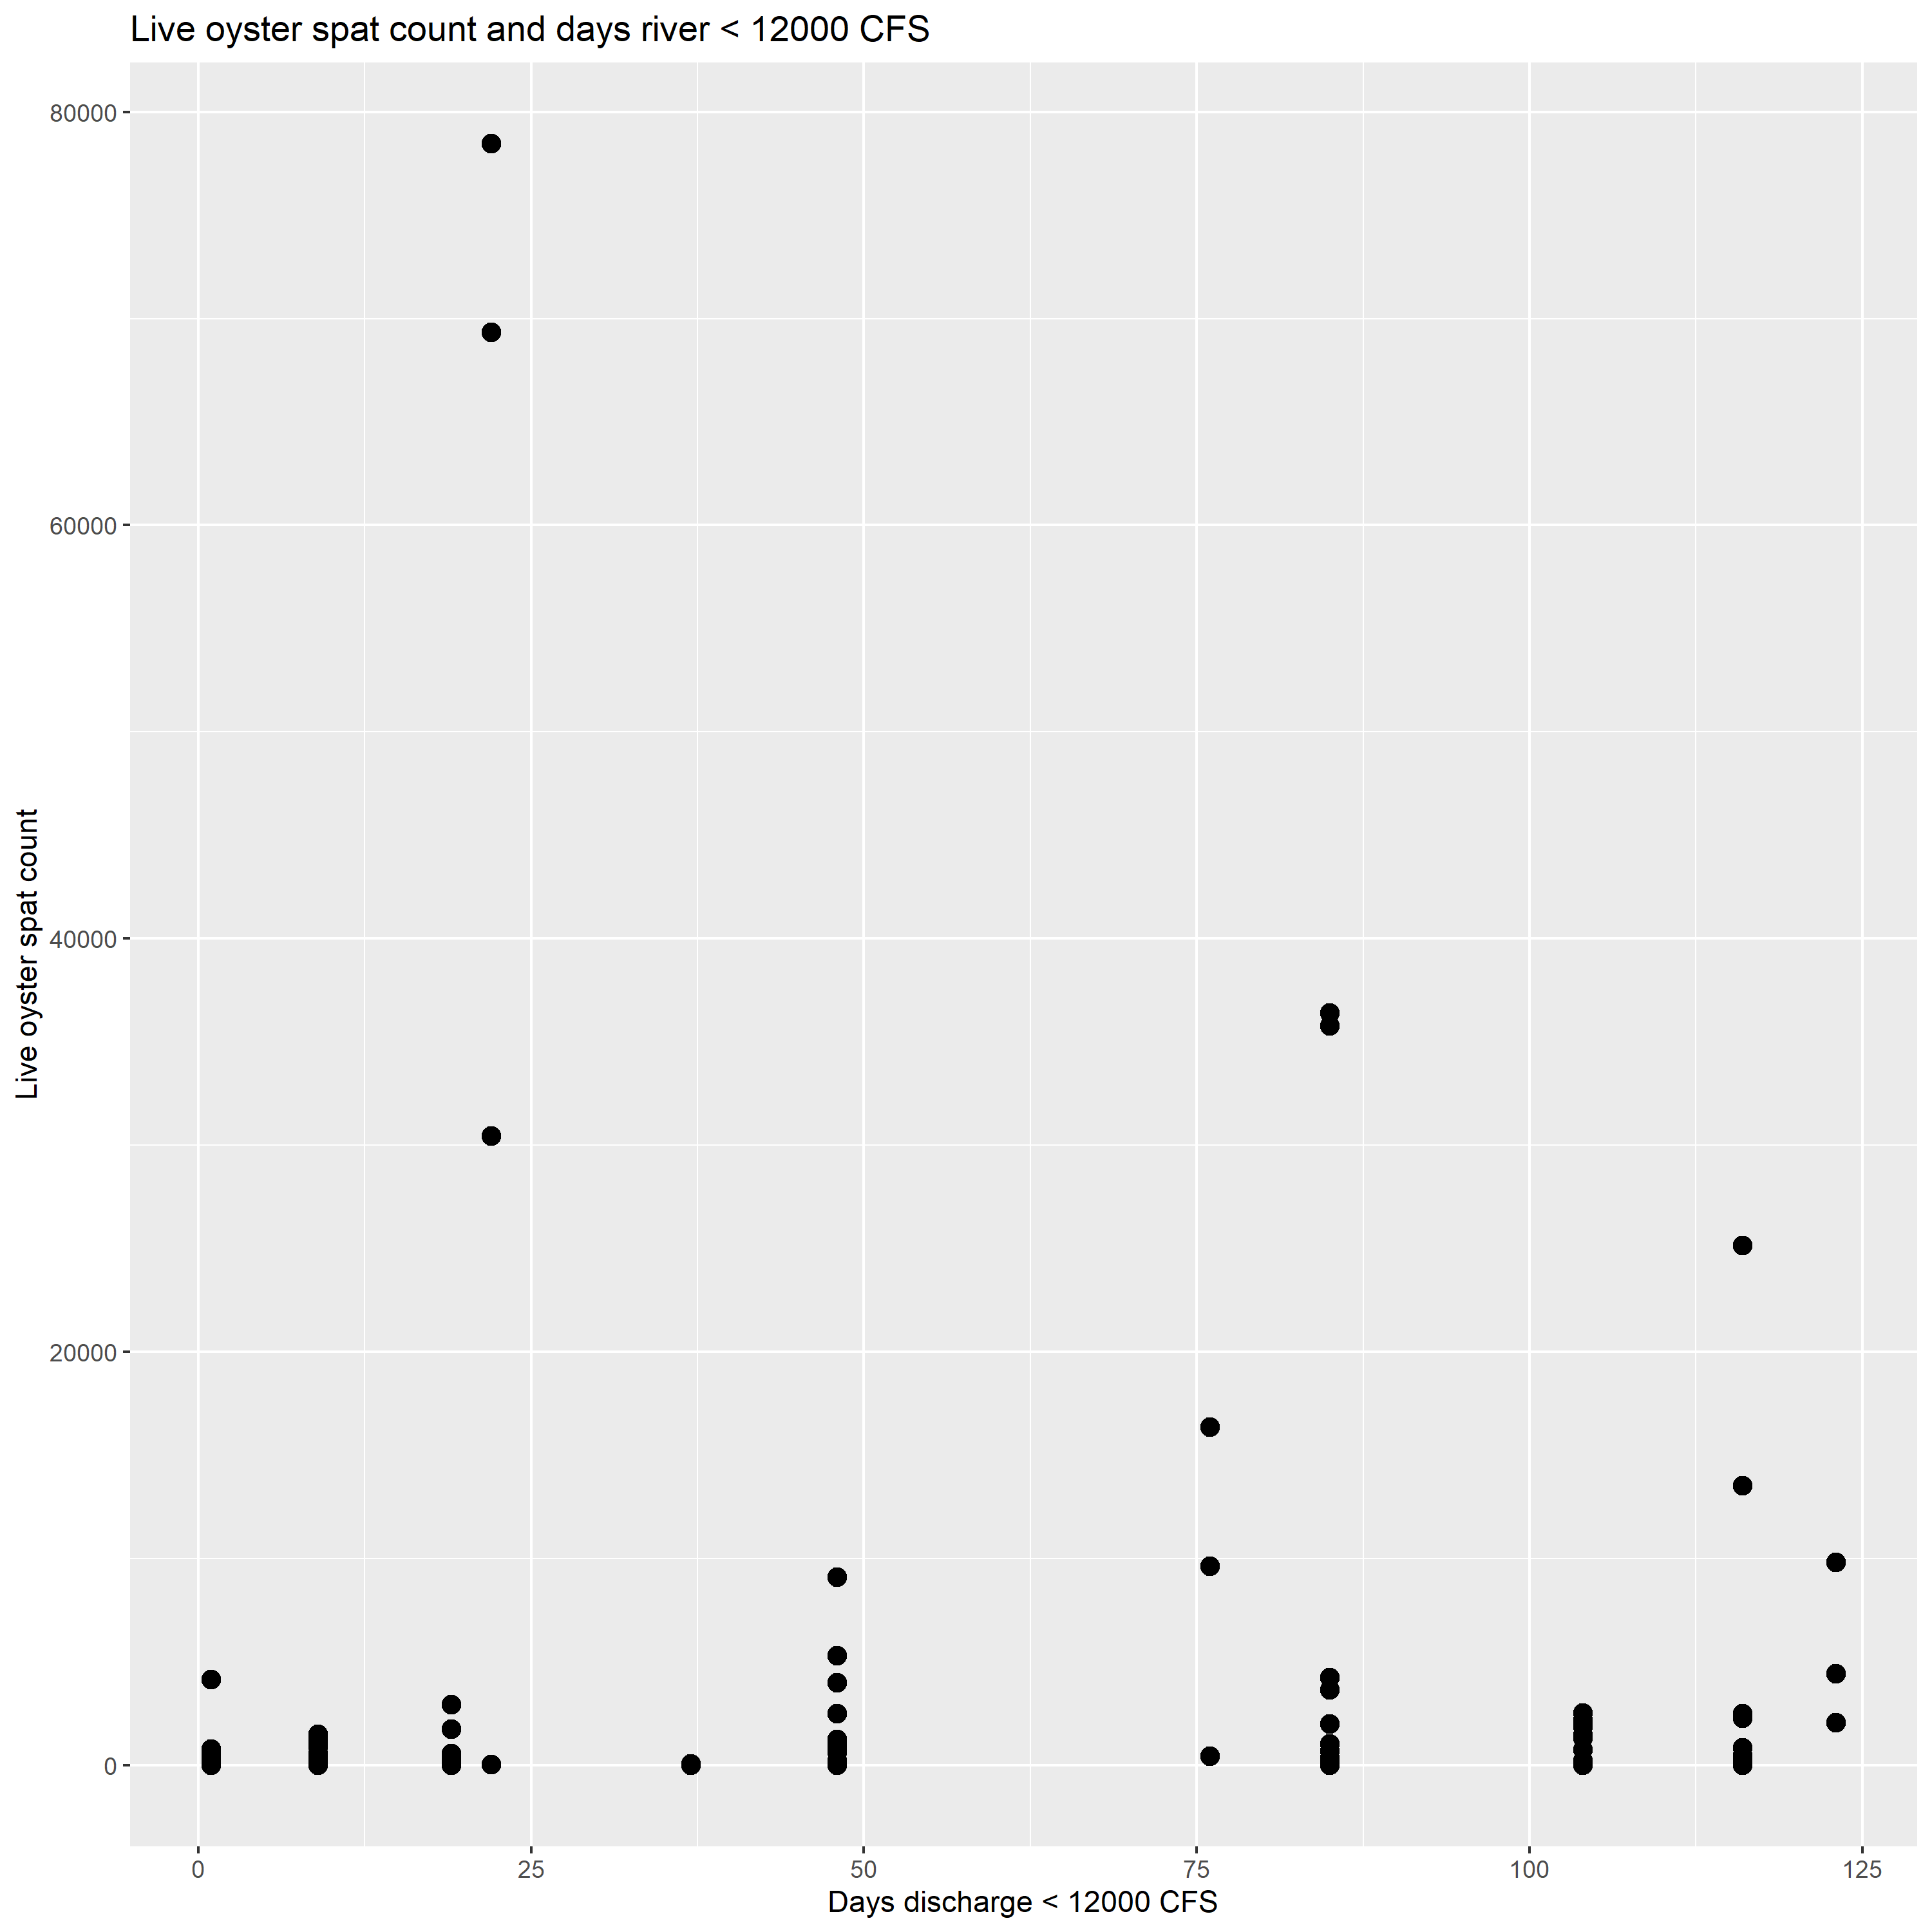 Live oyster spat count and days river < 12000 CFS
80000
60000
40000
20000
0
Live oyster spat count
0 25 50 75 100 125
Days discharge < 12000 CFS